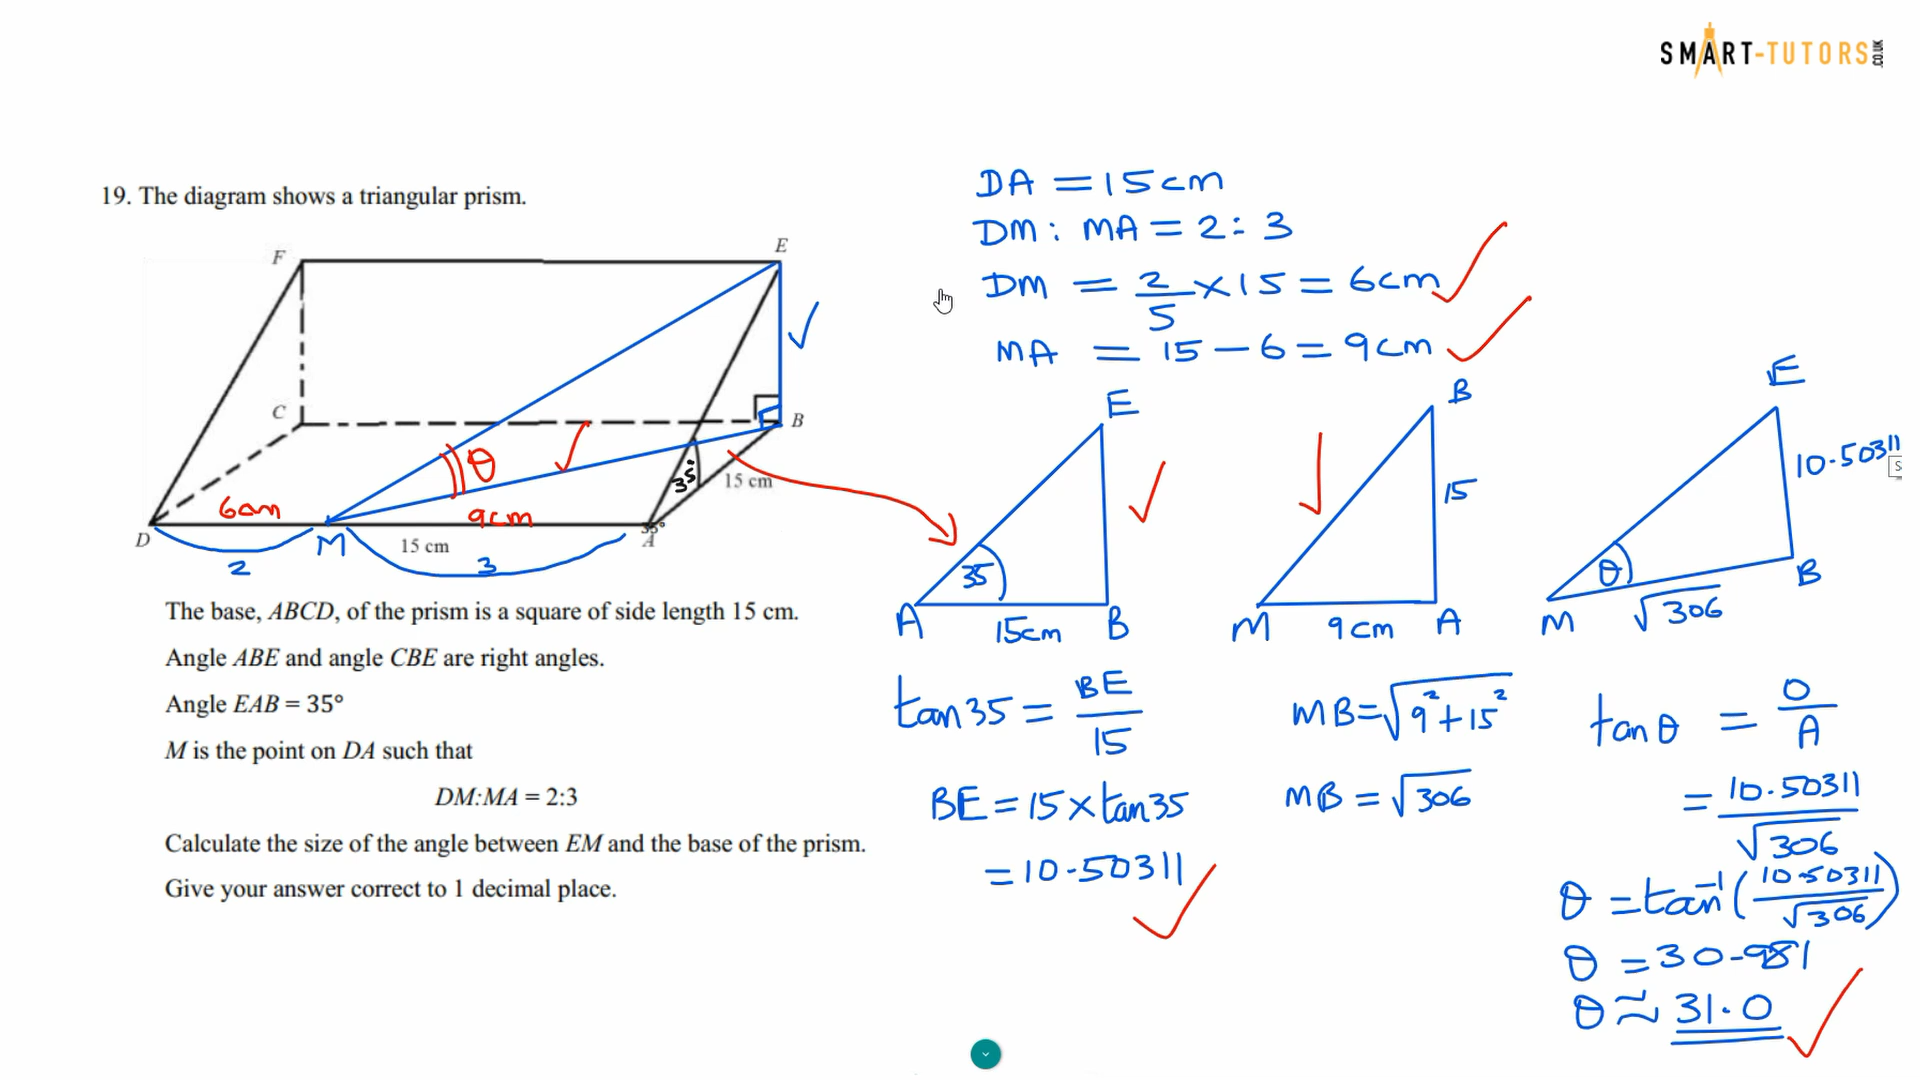 SMART-TUTORS.CO.UK
19. The diagram shows a triangular prism.
F
E
C
B
35°
15 cm
θ
6cm
9cm
D
M
15 cm
35°
A
2
3
The base, ABCD, of the prism is a square of side length 15 cm.
Angle ABE and angle CBE are right angles.
Angle EAB = 35°
M is the point on DA such that
DM:MA = 2:3
Calculate the size of the angle between EM and the base of the prism.
Give your answer correct to 1 decimal place.
DA = 15cm
DM : MA = 2 : 3
DM = 2/5 × 15 = 6cm
MA = 15 – 6 = 9cm
E
35
A
15cm
B
tan35 = BE/15
BE = 15 × tan35
= 10.50311
B
15
M
9cm
A
MB = √9²+15²
MB = √306
E
10.50311
θ
B
M
√306
tan θ = O/A
= 10.50311/√306
θ = tan⁻¹(10.50311/√306)
θ = 30.981
θ ≈ 31.0